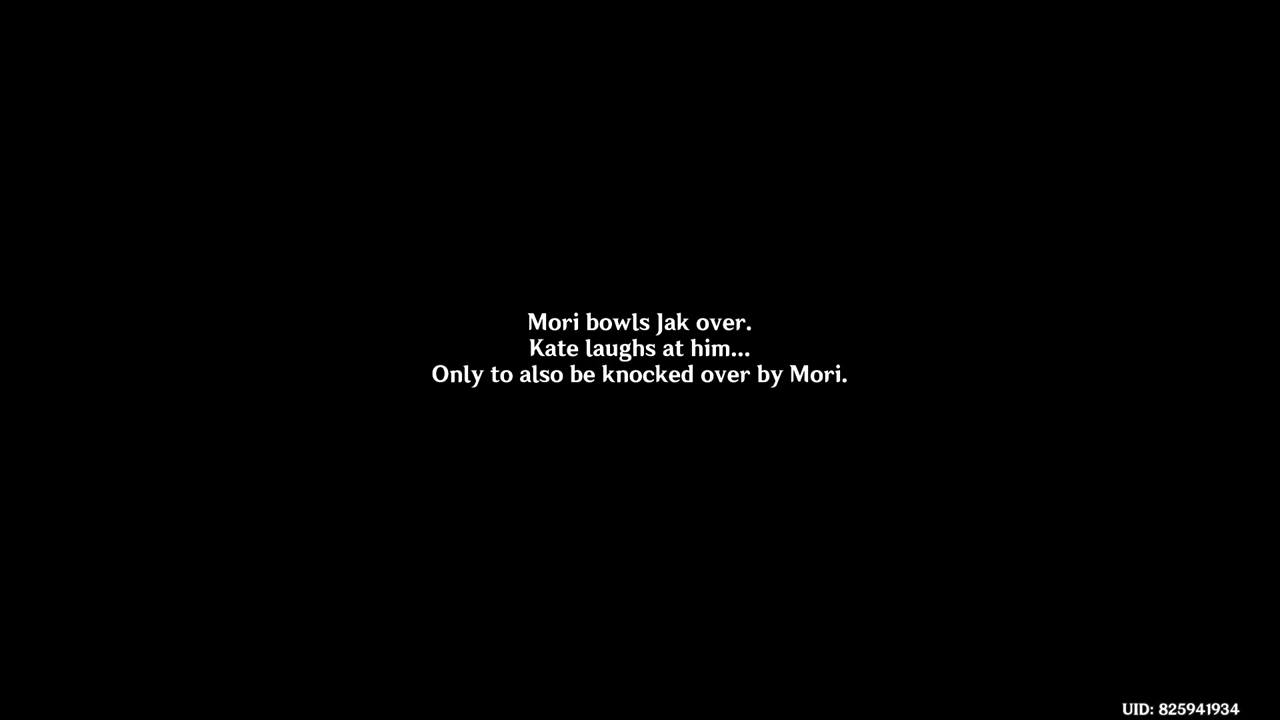 Mori bowls Jak over.
Kate laughs at him...
Only to also be knocked over by Mori.
UID: 825941934